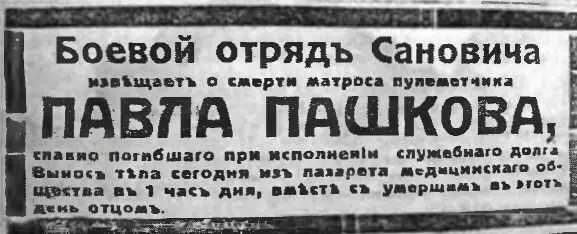 Боевой отрядъ Сановича
извѣщаетъ о смерти матроса пулеметчика
ПАВЛА ПАШКОВА,
славно погибшаго при исполненіи служебнаго долга
Выносъ тѣла сегодня изъ лазарета медицинскаго об-
щества въ 1 часъ дня, вмѣстѣ съ умершимъ въ этотъ
день отцомъ.